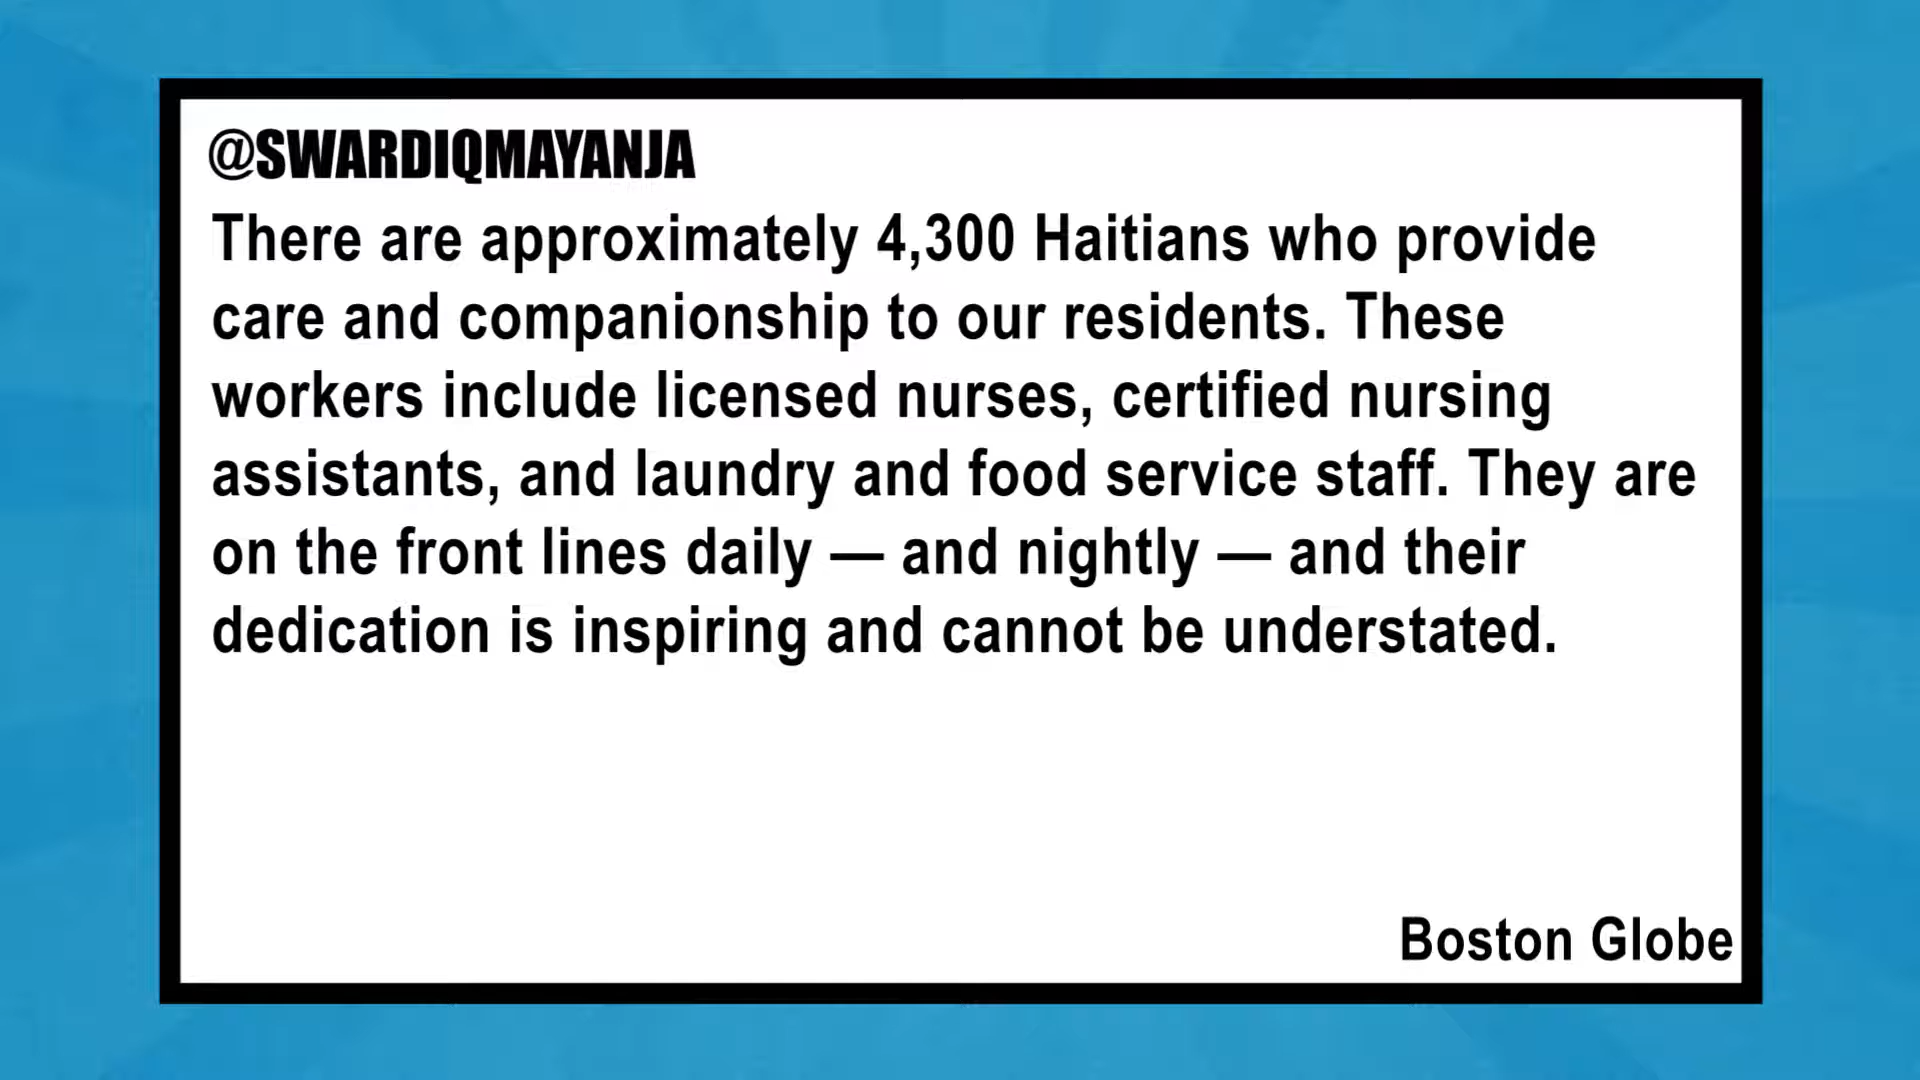 @SWARDIQMAYANJA
There are approximately 4,300 Haitians who provide
care and companionship to our residents. These
workers include licensed nurses, certified nursing
assistants, and laundry and food service staff. They are
on the front lines daily — and nightly — and their
dedication is inspiring and cannot be understated.
Boston Globe